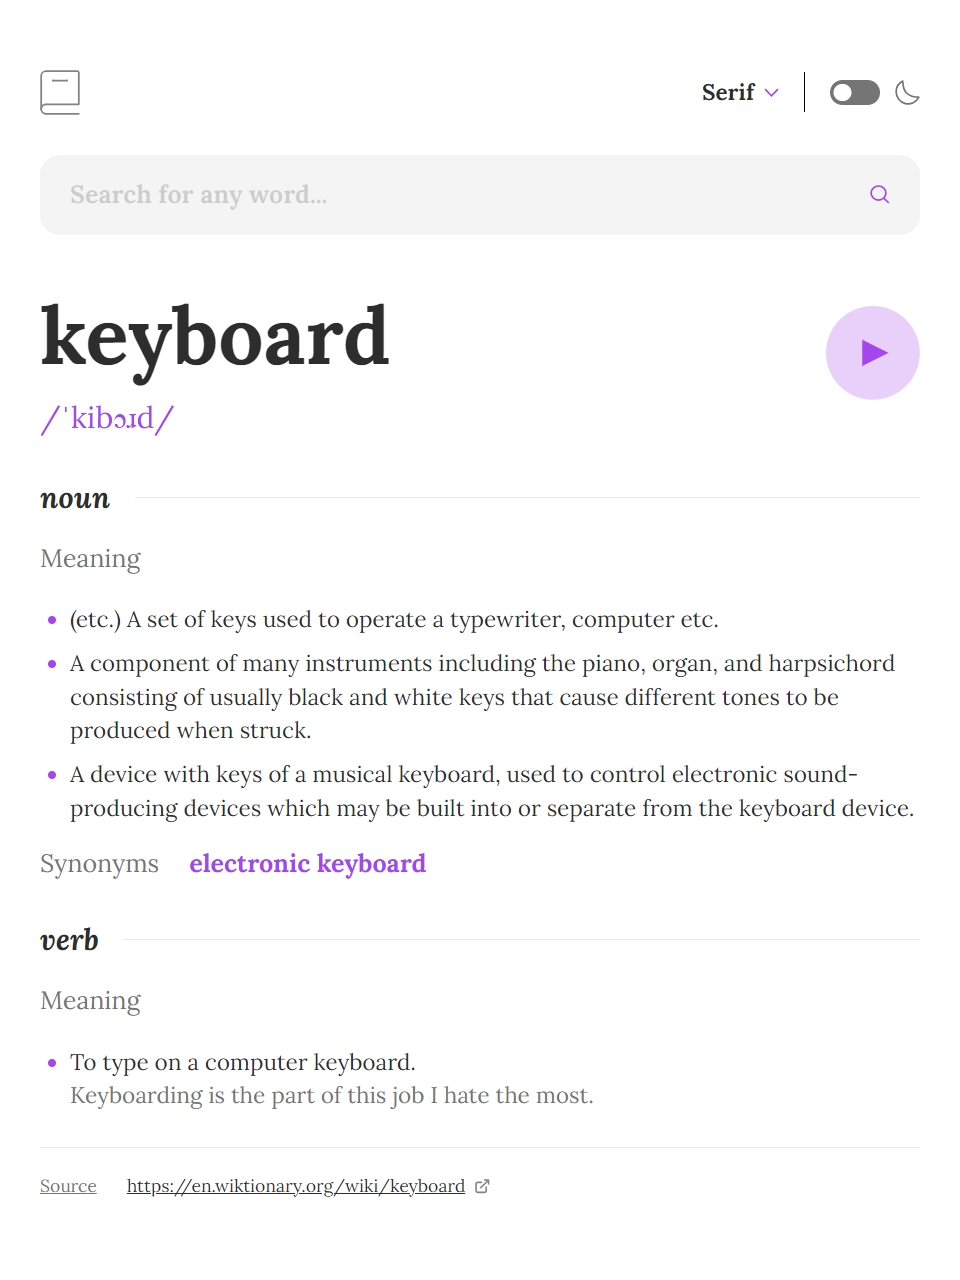 Serif
Search for any word...
keyboard
/ˈkibɔɹd/
noun
Meaning
(etc.) A set of keys used to operate a typewriter, computer etc.
A component of many instruments including the piano, organ, and harpsichord
consisting of usually black and white keys that cause different tones to be
produced when struck.
A device with keys of a musical keyboard, used to control electronic sound-
producing devices which may be built into or separate from the keyboard device.
Synonyms electronic keyboard
verb
Meaning
To type on a computer keyboard.
Keyboarding is the part of this job I hate the most.
Source https://en.wiktionary.org/wiki/keyboard